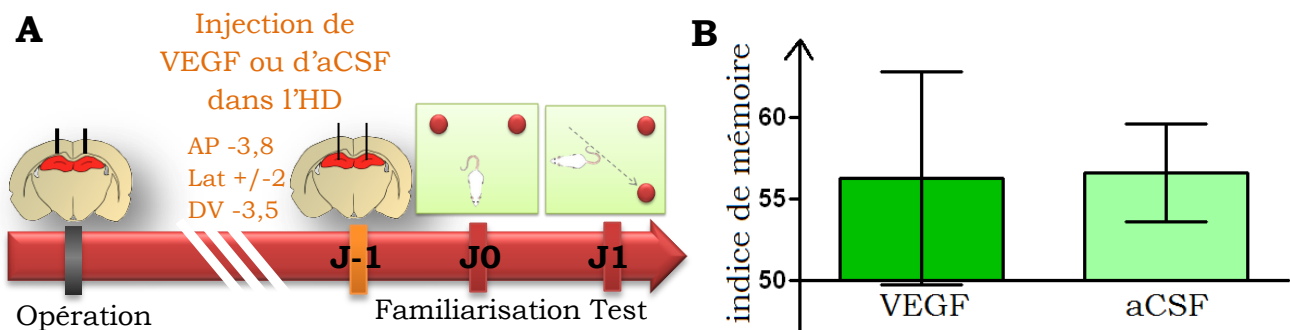 A
Injection de
VEGF ou d'aCSF
dans l'HD
AP -3,8
Lat +/-2
DV -3,5
J-1
J0
J1
Opération
Familiarisation Test
B
indice de mémoire
60
55
50
VEGF
aCSF